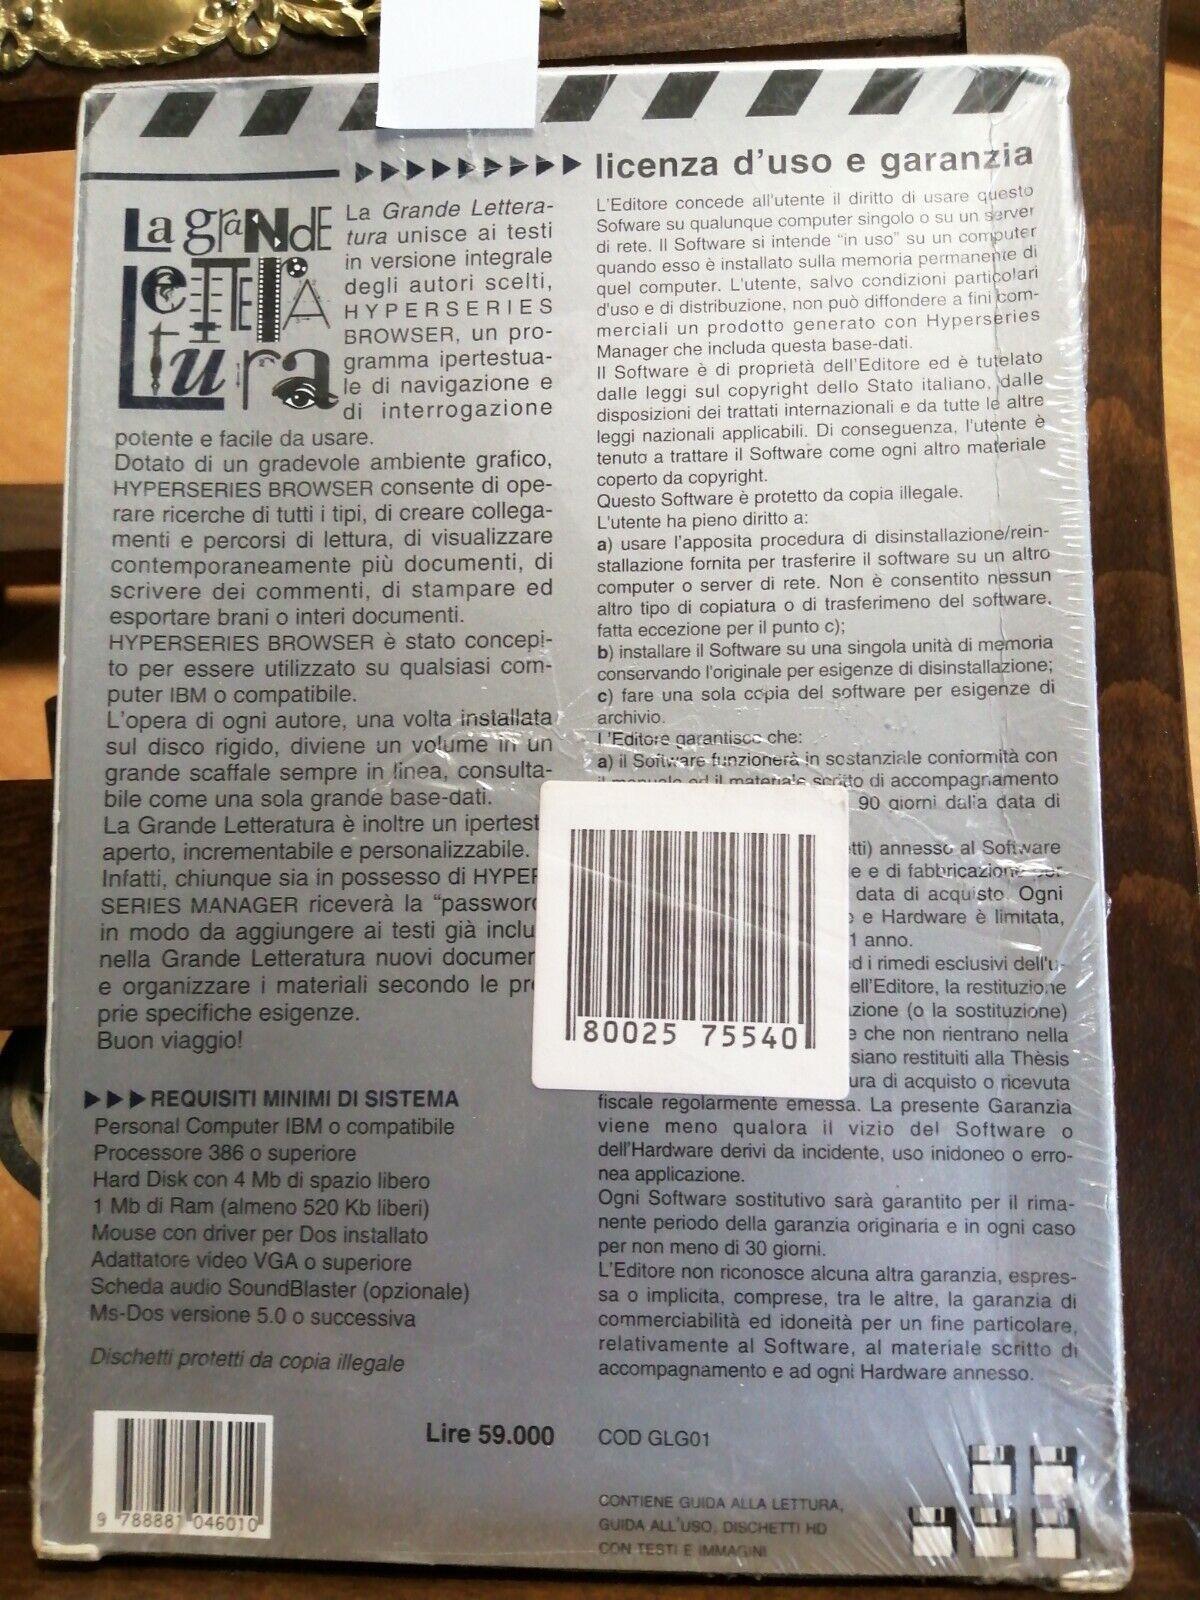 licenza d'uso e garanzia
La grande
Lettera
tura
La Grande Lettera-
tura unisce ai testi
in versione integrale
degli autori scelti,
HYPERSERIES
BROWSER, un pro-
gramma ipertestua-
le di navigazione e
di interrogazione
potente e facile da usare.
Dotato di un gradevole ambiente grafico,
HYPERSERIES BROWSER consente di ope-
rare ricerche di tutti i tipi, di creare collega-
menti e percorsi di lettura, di visualizzare
contemporaneamente più documenti, di
scrivere dei commenti, di stampare ed
esportare brani o interi documenti.
HYPERSERIES BROWSER è stato concepi-
to per essere utilizzato su qualsiasi com-
puter IBM o compatibile.
L'opera di ogni autore, una volta installata
sul disco rigido, diviene un volume in un
grande scaffale sempre in linea, consulta-
bile come una sola grande base-dati.
La Grande Letteratura è inoltre un ipertest
aperto, incrementabile e personalizzabile.
Infatti, chiunque sia in possesso di HYPER-
SERIES MANAGER riceverà la "password
in modo da aggiungere ai testi già inclu
nella Grande Letteratura nuovi documen
e organizzare i materiali secondo le pro
prie specifiche esigenze.
Buon viaggio!
REQUISITI MINIMI DI SISTEMA
Personal Computer IBM o compatibile
Processore 386 o superiore
Hard Disk con 4 Mb di spazio libero
1 Mb di Ram (almeno 520 Kb liberi)
Mouse con driver per Dos installato
Adattatore video VGA o superiore
Scheda audio SoundBlaster (opzionale)
Ms-Dos versione 5.0 o successiva
Dischetti protetti da copia illegale
9 788881 046010
Lire 59.000
L'Editore concede all'utente il diritto di usare questo
Sofware su qualunque computer singolo o su un server
di rete. Il Software si intende "in uso" su un computer
quando esso è installato sulla memoria permanente di
quel computer. L'utente, salvo condizioni particolari
d'uso e di distribuzione, non può diffondere a fini com-
merciali un prodotto generato con Hyperseries
Manager che includa questa base-dati.
Il Software è di proprietà dell'Editore ed è tutelato
dalle leggi sul copyright dello Stato italiano, dalle
disposizioni dei trattati internazionali e da tutte le altre
leggi nazionali applicabili. Di conseguenza, l'utente è
tenuto a trattare il Software come ogni altro materiale
coperto da copyright.
Questo Software è protetto da copia illegale.
L'utente ha pieno diritto a:
a) usare l'apposita procedura di disinstallazione/rein-
stallazione fornita per trasferire il software su un altro
computer o server di rete. Non è consentito nessun
altro tipo di copiatura o di trasferimeno del software,
fatta eccezione per il punto c);
b) installare il Software su una singola unità di memoria
conservando l'originale per esigenze di disinstallazione;
c) fare una sola copia del software per esigenze di
archivio.
L'Editore garantisce che:
a) il Software funzionerà in sostanziale conformità con
il manuale ed il materiale scritto di accompagnamento
90 giorni dalla data di
etti) annesso al Software
e e di fabbricazione per
data di acquisto. Ogni
e Hardware è limitata,
1 anno.
ed i rimedi esclusivi dell'u-
ell'Editore, la restituzione
zione (o la sostituzione)
e che non rientrano nella
siano restituiti alla Thèsis
ura di acquisto o ricevuta
fiscale regolarmente emessa. La presente Garanzia
viene meno qualora il vizio del Software o
dell'Hardware derivi da incidente, uso inidoneo o erro-
nea applicazione.
Ogni Software sostitutivo sarà garantito per il rima-
nente periodo della garanzia originaria e in ogni caso
per non meno di 30 giorni.
L'Editore non riconosce alcuna altra garanzia, espres-
sa o implicita, comprese, tra le altre, la garanzia di
commerciabilità ed idoneità per un fine particolare,
relativamente al Software, al materiale scritto di
accompagnamento e ad ogni Hardware annesso.
80025 75540
COD GLG01
CONTIENE GUIDA ALLA LETTURA,
GUIDA ALL'USO, DISCHETTI HD
CON TESTI E IMMAGINI